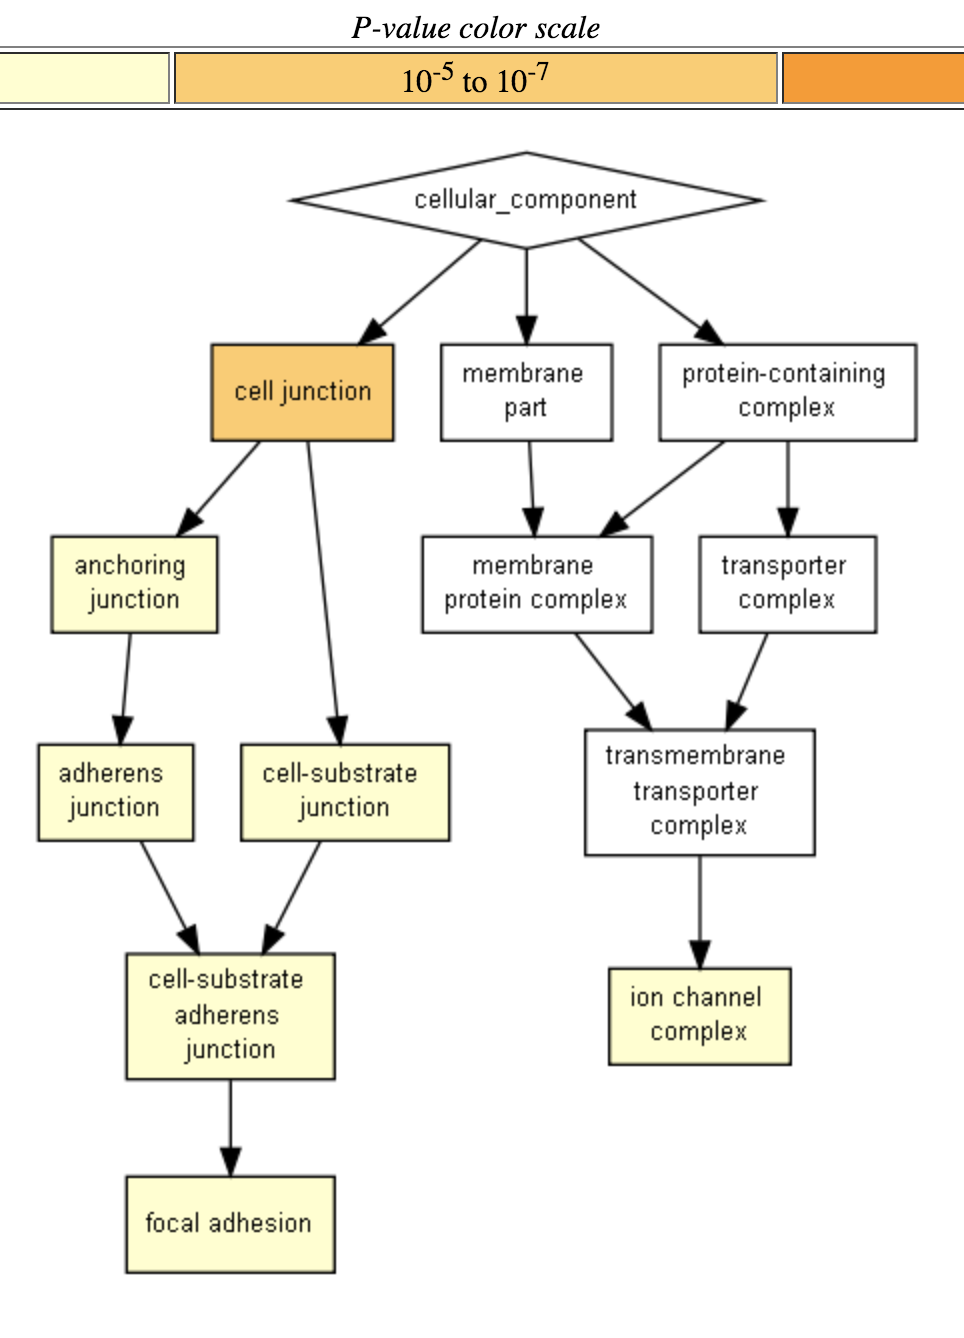 P-value color scale
10-5 to 10-7
cellular_component
cell junction
membrane
part
protein-containing
complex
anchoring
junction
membrane
protein complex
transporter
complex
adherens
junction
cell-substrate
junction
transmembrane
transporter
complex
cell-substrate
adherens
junction
ion channel
complex
focal adhesion